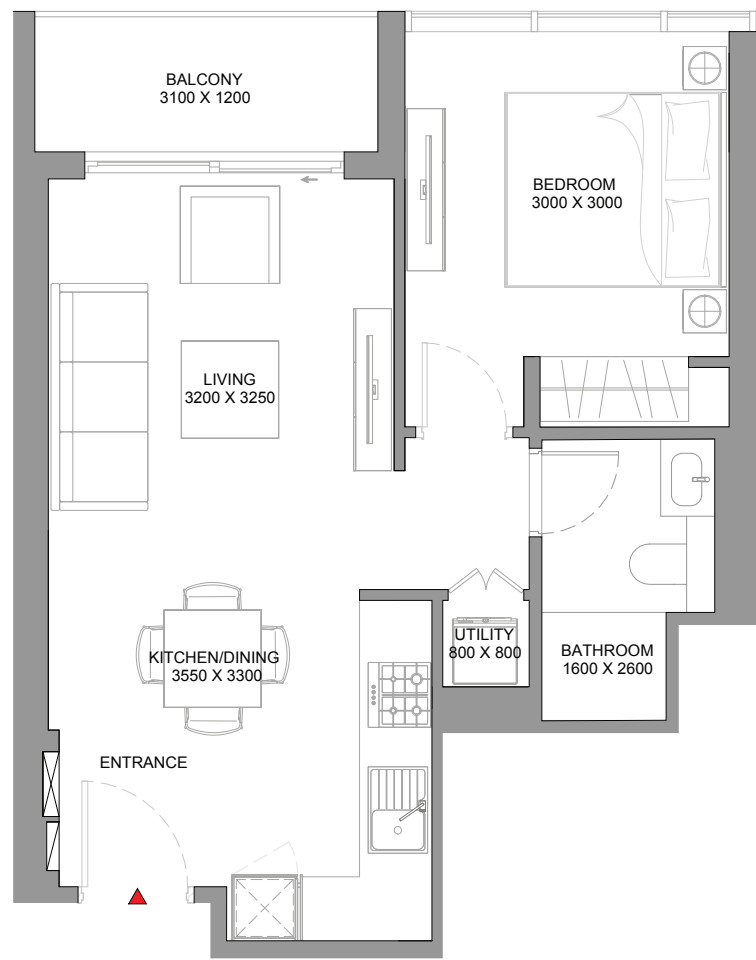 BALCONY
3100 X 1200
BEDROOM
3000 X 3000
LIVING
3200 X 3250
UTILITY
800 X 800
BATHROOM
1600 X 2600
KITCHEN/DINING
3550 X 3300
ENTRANCE